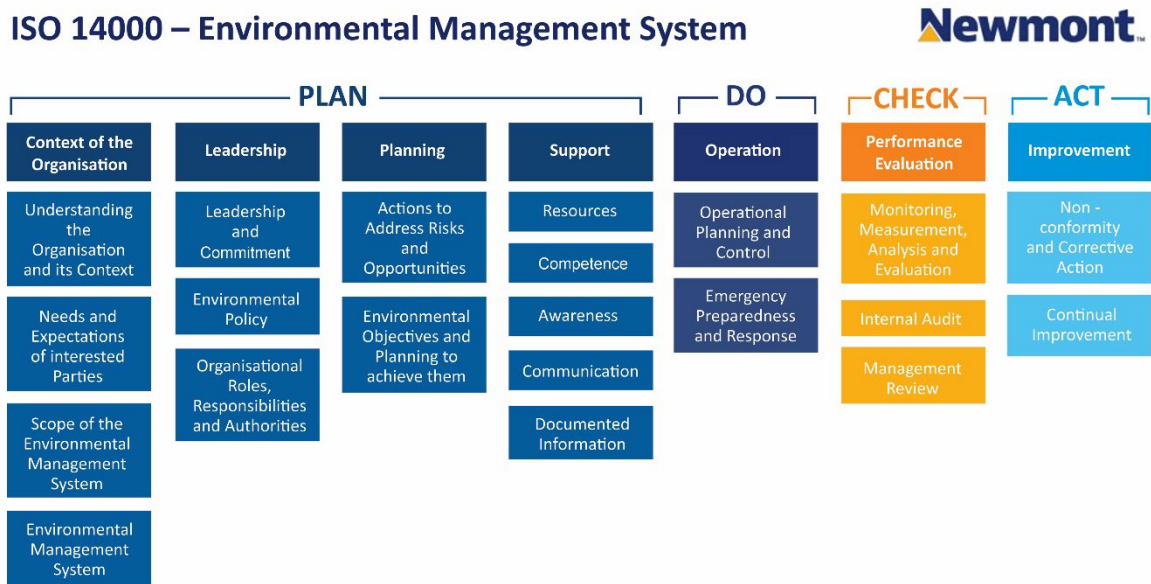 ISO 14000 – Environmental Management System
Newmont™
PLAN
DO
CHECK
ACT
Context of the
Organisation
Understanding
the
Organisation
and its Context
Needs and
Expectations
of interested
Parties
Scope of the
Environmental
Management
System
Environmental
Management
System
Leadership
Leadership
and
Commitment
Environmental
Policy
Organisational
Roles,
Responsibilities
and Authorities
Planning
Actions to
Address Risks
and
Opportunities
Environmental
Objectives and
Planning to
achieve them
Support
Resources
Competence
Awareness
Communication
Documented
Information
Operation
Operational
Planning and
Control
Emergency
Preparedness
and Response
Performance
Evaluation
Monitoring,
Measurement,
Analysis and
Evaluation
Internal Audit
Management
Review
Improvement
Non -
conformity
and Corrective
Action
Continual
Improvement